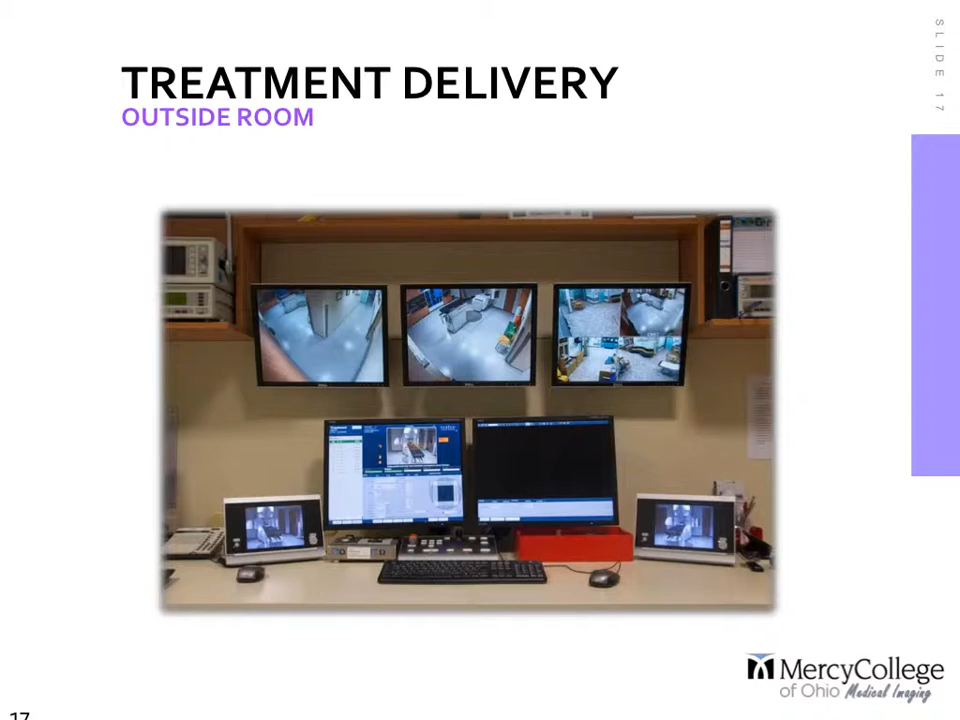 SLIDE 17
TREATMENT DELIVERY
OUTSIDE ROOM
MercyCollege
of Ohio Medical Imaging
17